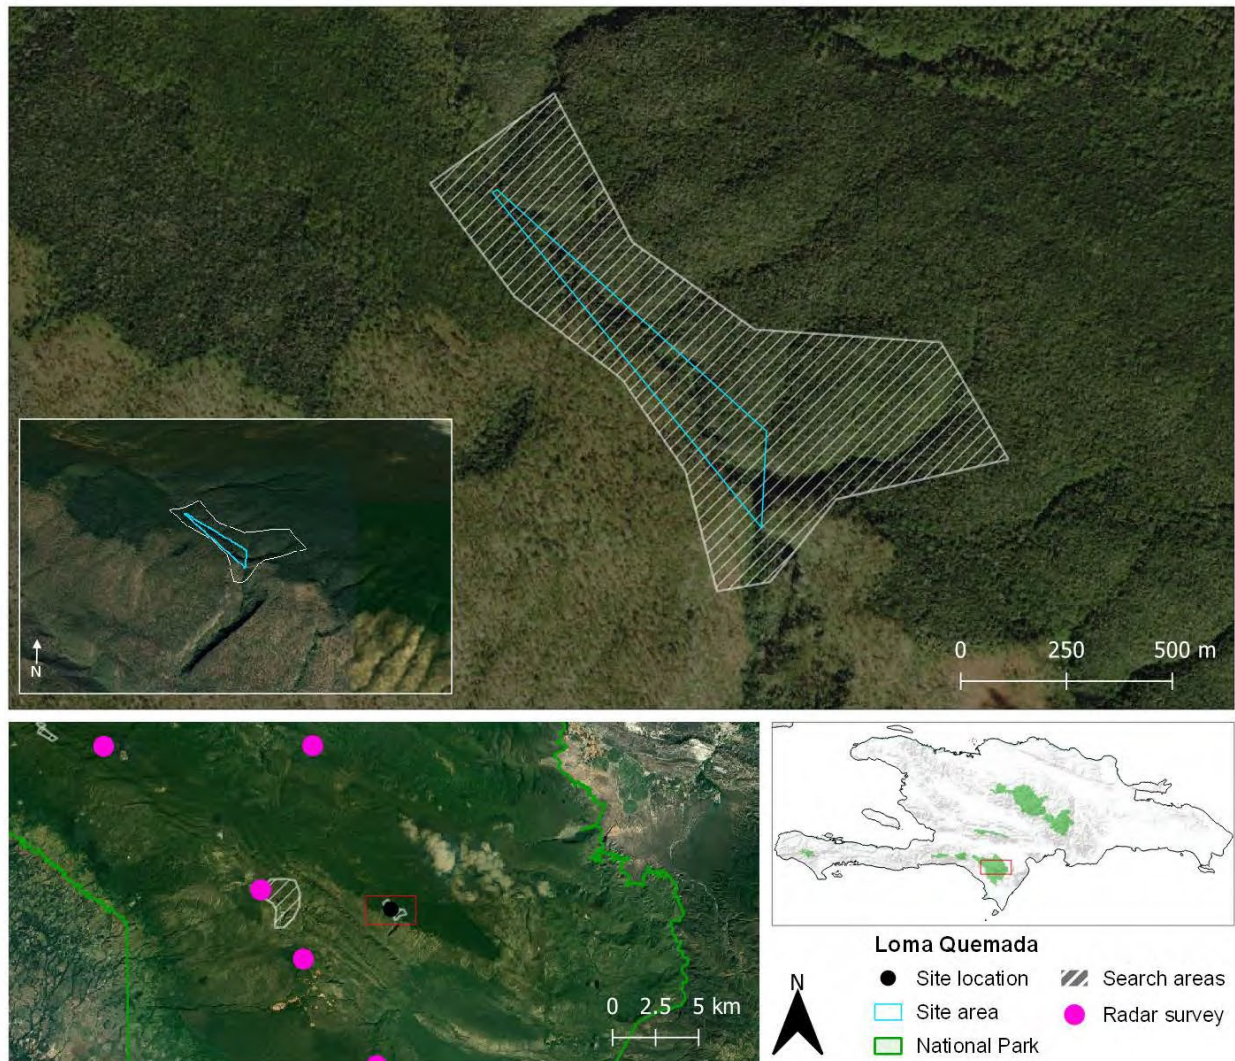 N
0 250 500 m
0 2.5 5 km
Loma Quemada
N
Site location
Search areas
Site area
Radar survey
National Park